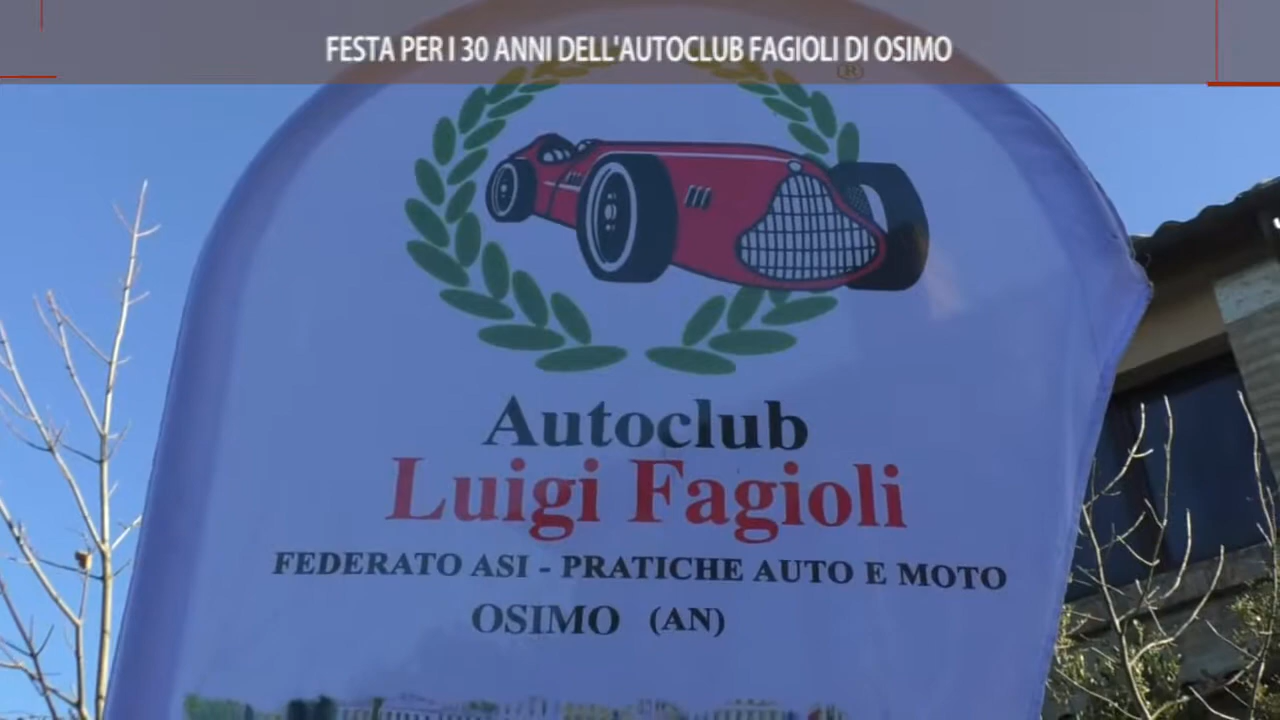 FESTA PER I 30 ANNI DELL'AUTOCLUB FAGIOLI DI OSIMO
®
Autoclub
Luigi Fagioli
FEDERATO ASI - PRATICHE AUTO E MOTO
OSIMO (AN)